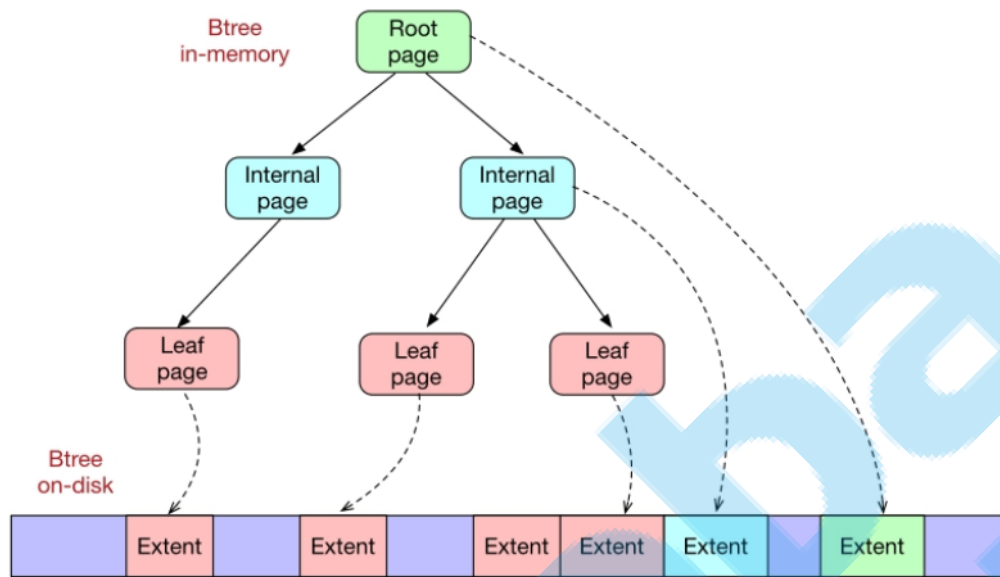 Btree
in-memory
Root
page
Internal
page
Internal
page
Leaf
page
Leaf
page
Leaf
page
Btree
on-disk
Extent
Extent
Extent
Extent
Extent
Extent
ba